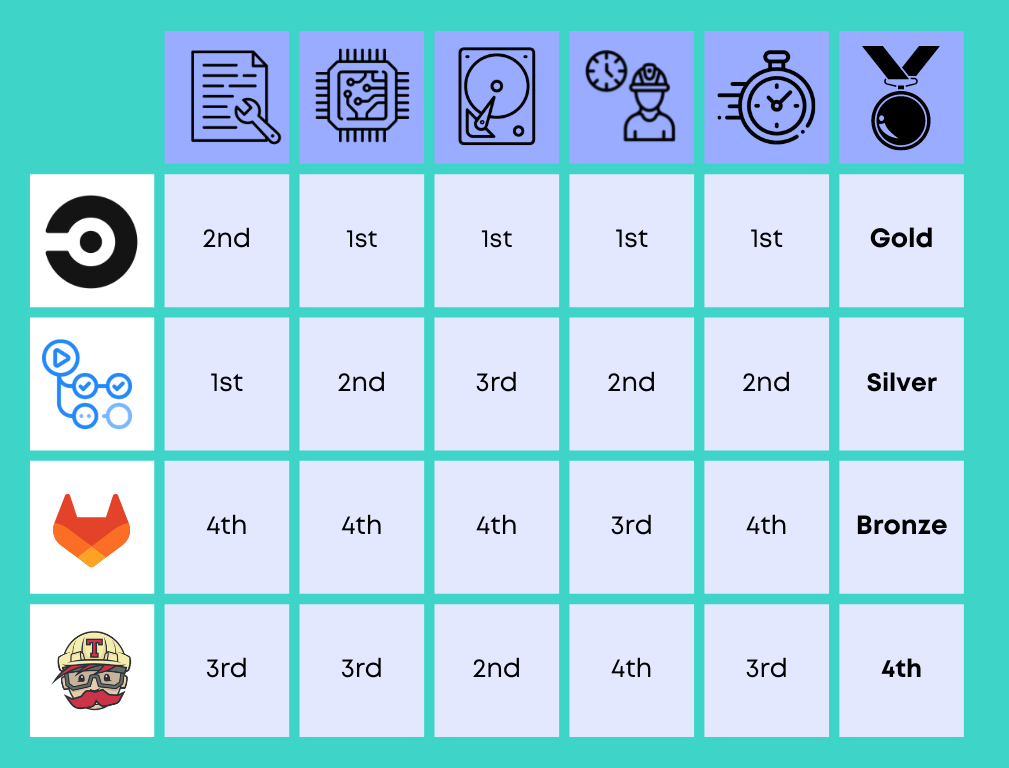 2nd 1st 1st 1st 1st Gold
1st 2nd 3rd 2nd 2nd Silver
4th 4th 4th 3rd 4th Bronze
T
3rd 3rd 2nd 4th 3rd 4th